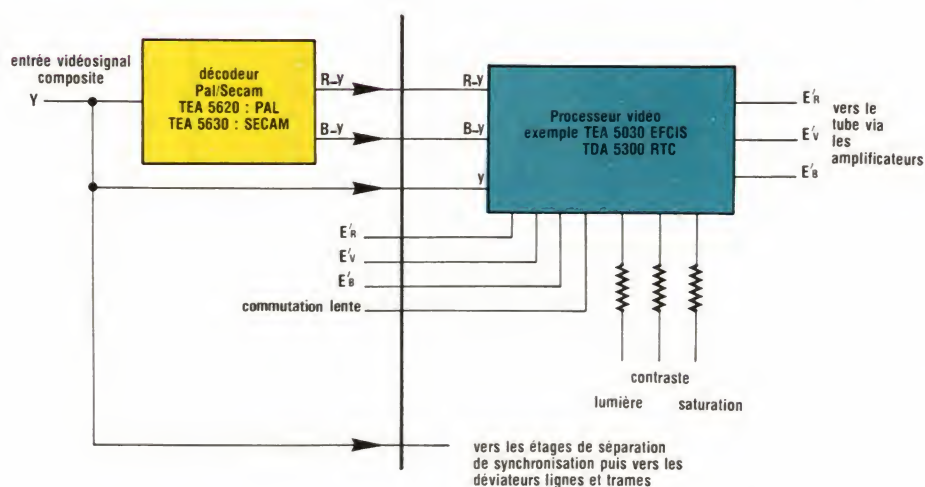 entrée vidéosignal
composite
Y
décodeur
Pal/Secam
TEA 5620 : PAL
TEA 5630 : SECAM
R-y
B-y
R-y
B-y
y
Processeur vidéo
exemple TEA 5030 EFCIS
TDA 5300 RTC
E'R
E'V
E'B
vers le
tube via
les
amplificateurs
E'R
E'V
E'B
commutation lente
contraste
lumière
saturation
vers les étages de séparation
de synchronisation puis vers les
déviateurs lignes et trames